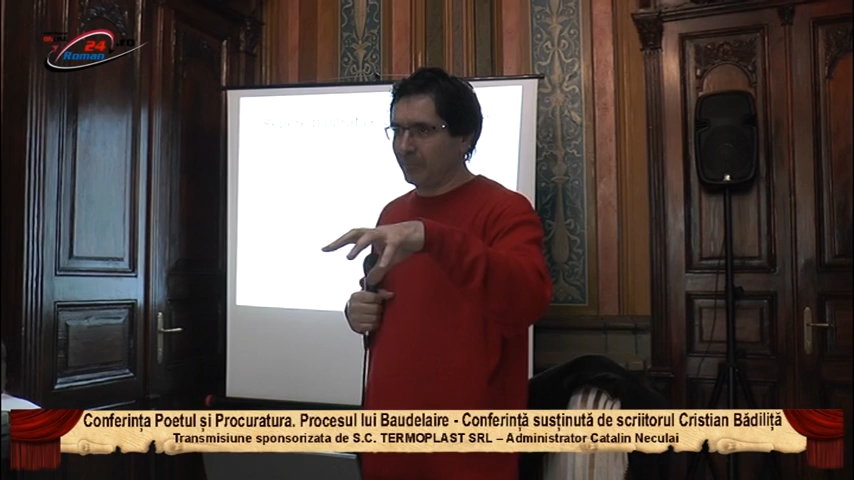 24.ro
Roman
Conferința Poetul și Procuratura. Procesul lui Baudelaire - Conferință susținută de scriitorul Cristian Bădiliță
Transmisiune sponsorizata de S.C. TERMOPLAST SRL – Administrator Catalin Neculai